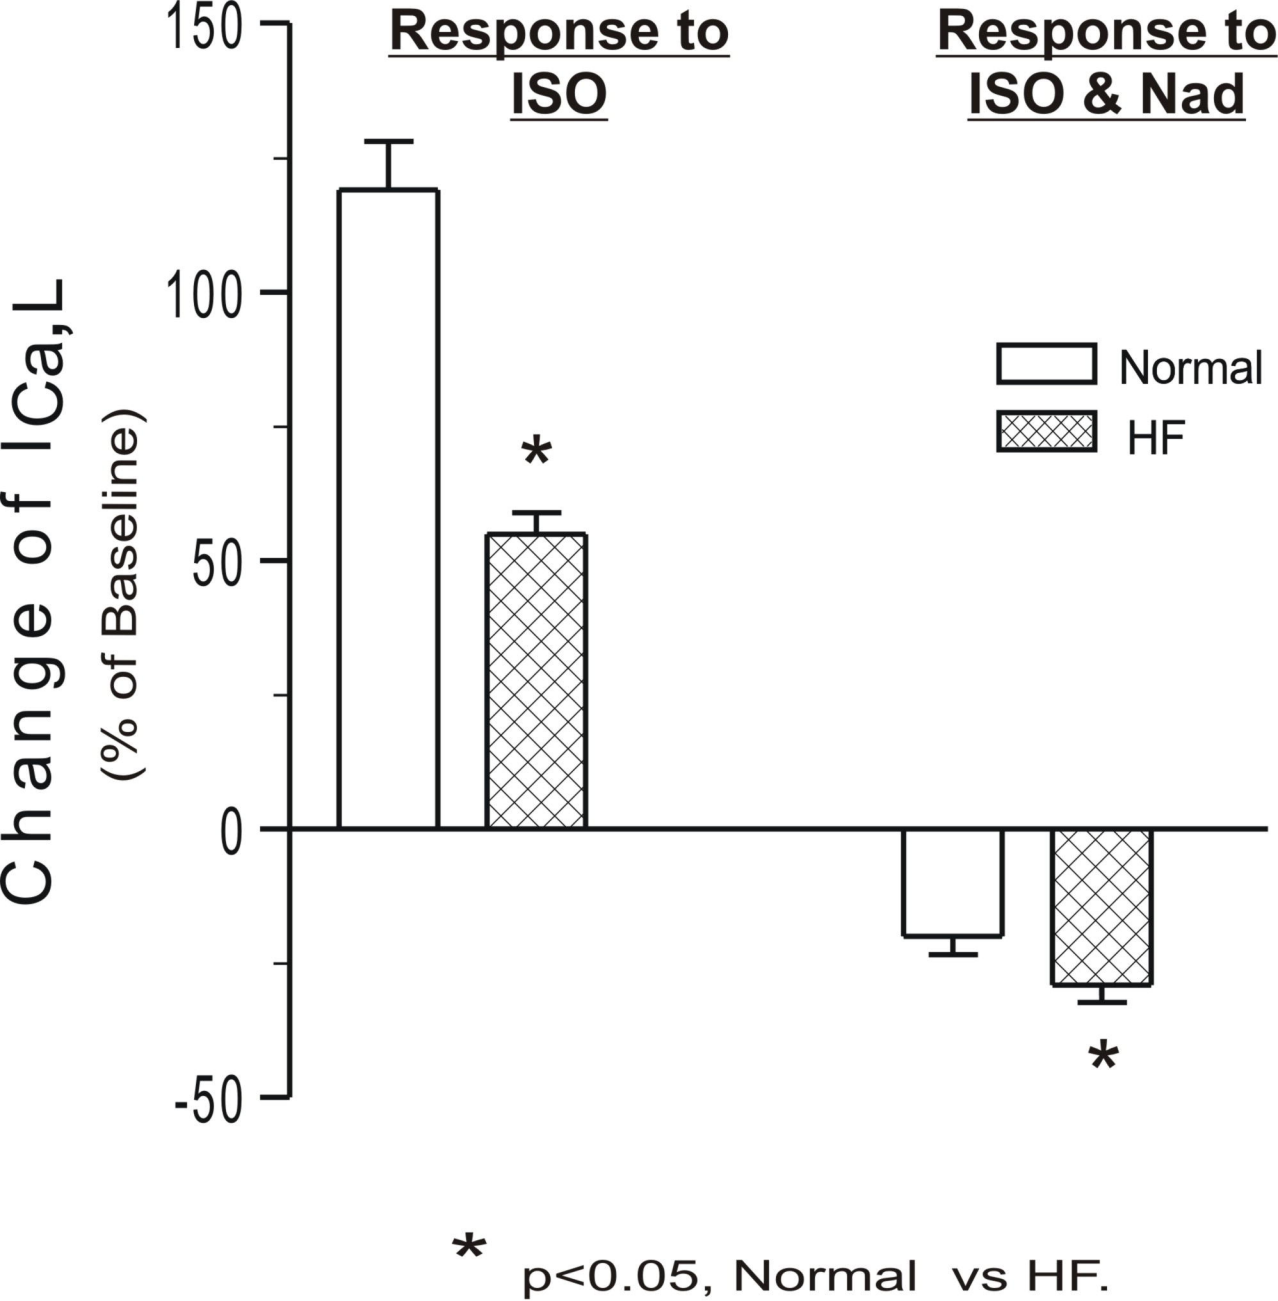 Response to
ISO
Response to
ISO & Nad
150
100
50
0
-50
Change of ICa,L
(% of Baseline)
*
Normal
HF
*
* p<0.05, Normal vs HF.